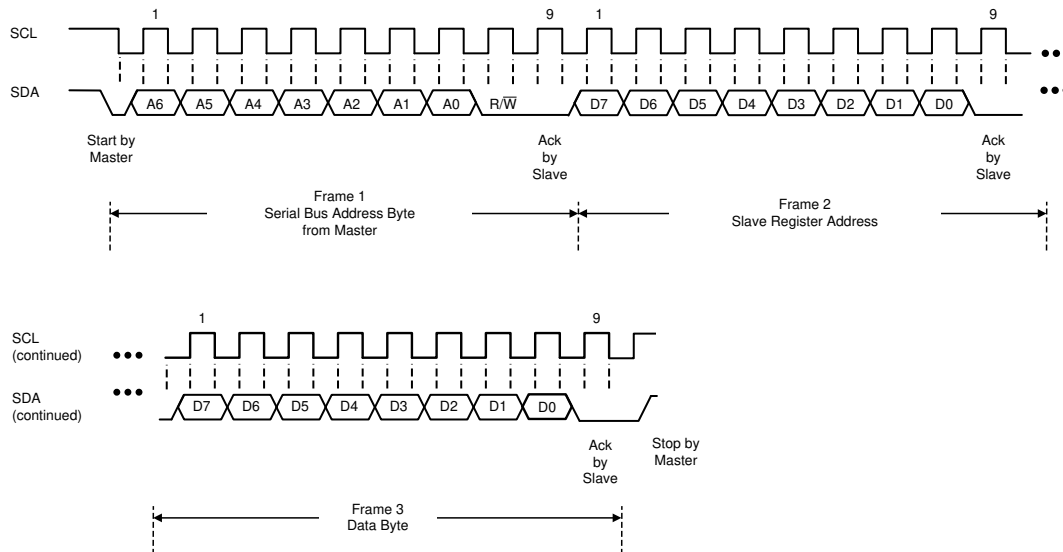 1 9 1 9
SCL
SDA A6 A5 A4 A3 A2 A1 A0 R/W̅ D7 D6 D5 D4 D3 D2 D1 D0
Start by
Master
Ack
by
Slave
Ack
by
Slave
Frame 1
Serial Bus Address Byte
from Master
Frame 2
Slave Register Address
1 9
SCL
(continued)
SDA
(continued)
D7 D6 D5 D4 D3 D2 D1 D0
Ack
by
Slave
Stop by
Master
Frame 3
Data Byte